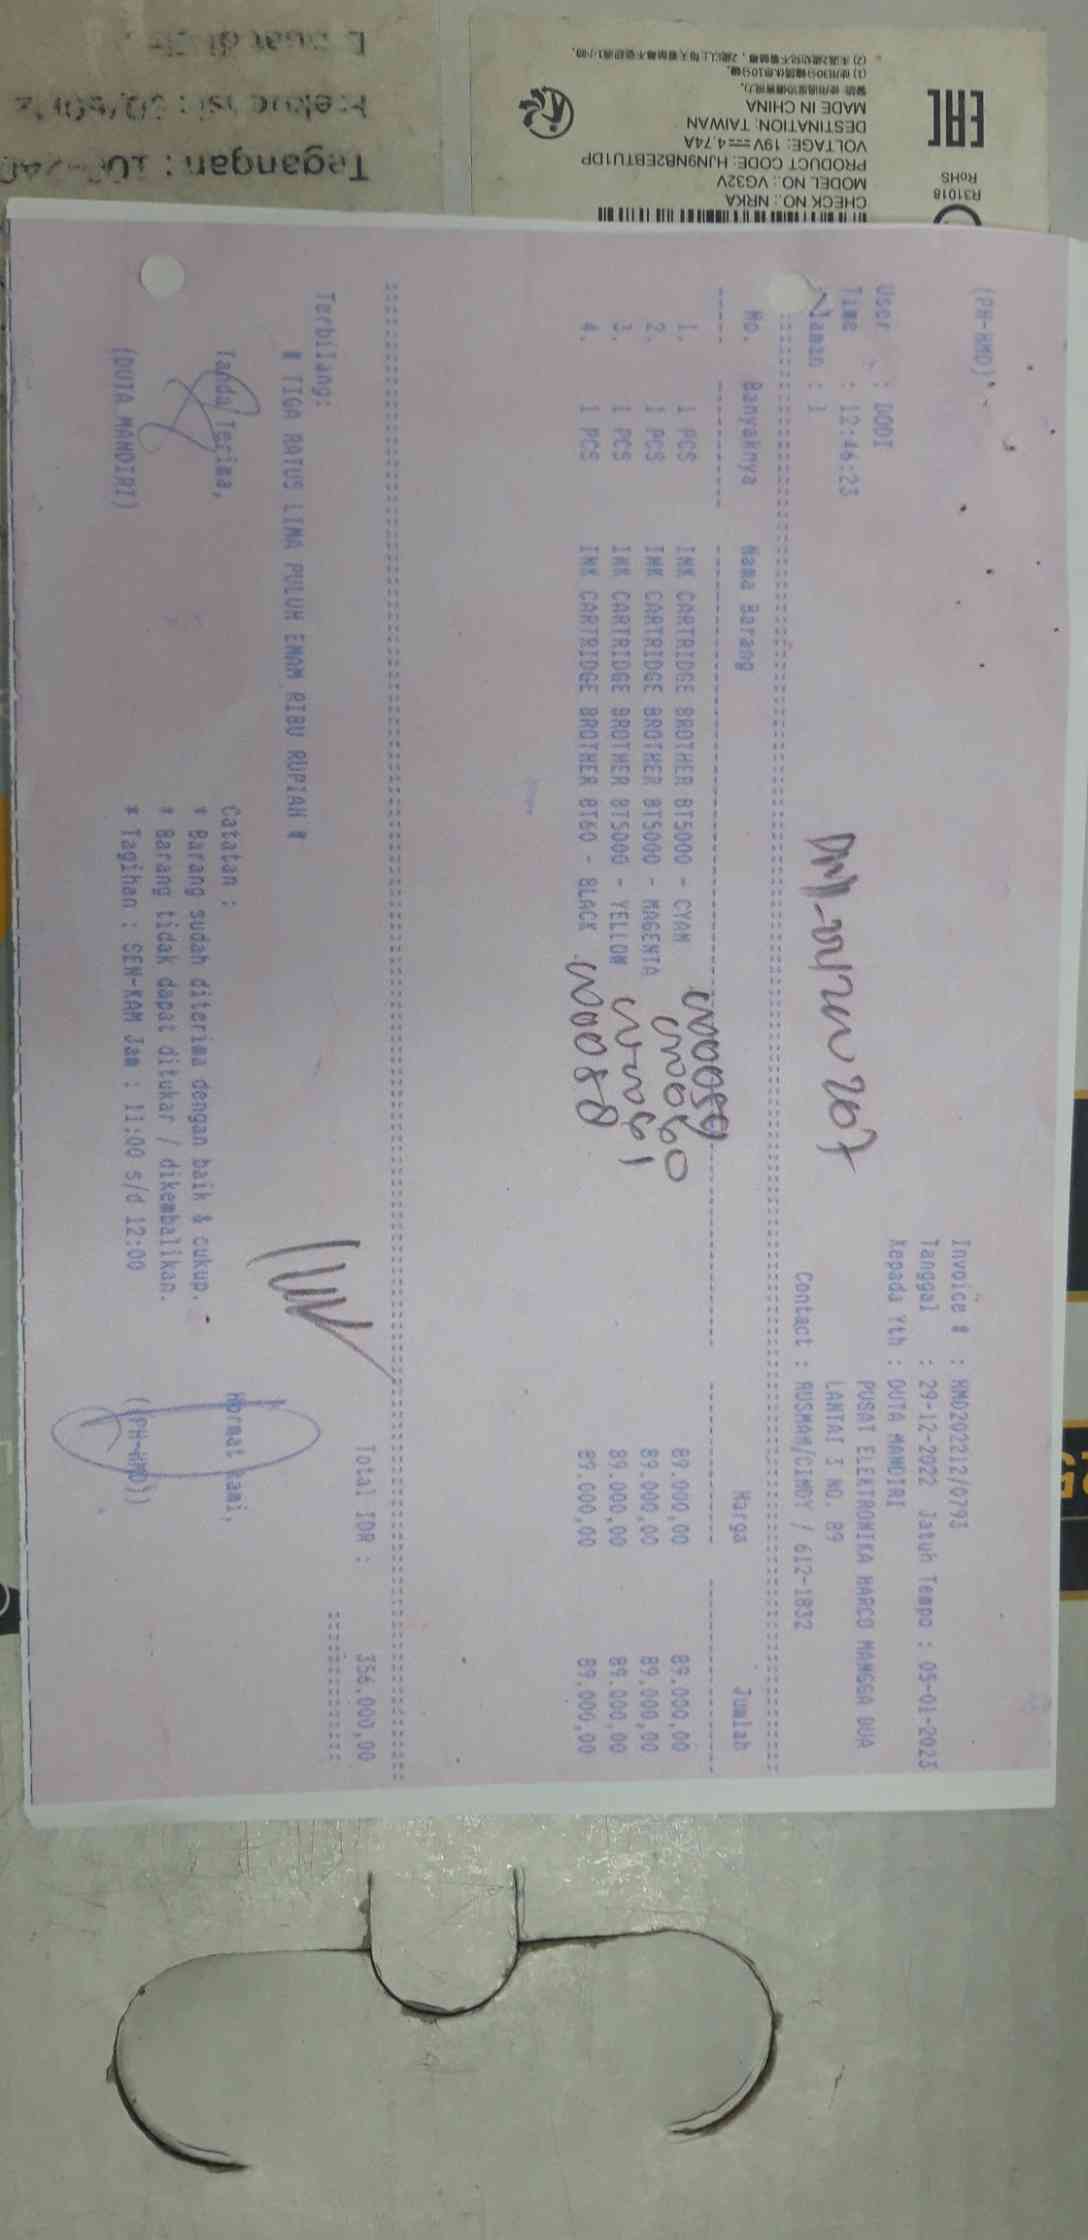 Tegangan : 100-240
Frekuensi : 50/60Hz
R31018
RoHS
EAC
CHECK NO.: NRKA
MODEL NO.: VG32V
PRODUCT CODE: HJN9NB2EBTU1DP
VOLTAGE: 19V 4.74A
DESTINATION: TAIWAN
MADE IN CHINA
(PH-HMD)
Invoice # : HMD202212/0793
Tanggal : 29-12-2022 Jatuh Tempo : 05-01-2023
User : DODI
Kepada Yth : DUTA MANDIRI
Time : 12:46:23
PUSAT ELEKTRONIKA HARCO MANGGA DUA
Halaman : 1
LANTAI 3 NO. 89
Contact : RUSMAN/CINDY / 612-1832
No. Banyaknya Nama Barang Harga Jumlah
1. 1 PCS INK CARTRIDGE BROTHER BT5000 - CYAN 89.000,00 89.000,00
2. 1 PCS INK CARTRIDGE BROTHER BT5000 - MAGENTA 89.000,00 89.000,00
3. 1 PCS INK CARTRIDGE BROTHER BT5000 - YELLOW 89.000,00 89.000,00
4. 1 PCS INK CARTRIDGE BROTHER BT60 - BLACK 89.000,00 89.000,00
Total IDR : 356.000,00
Terbilang:
# TIGA RATUS LIMA PULUH ENAM RIBU RUPIAH #
Tanda Terima,
Catatan :
Hormat Kami,
* Barang sudah diterima dengan baik & cukup.
* Barang tidak dapat ditukar / dikembalikan.
* Tagihan : SEN-KAM Jam : 11:00 s/d 12:00
(DUTA MANDIRI)
((PH-HMD))